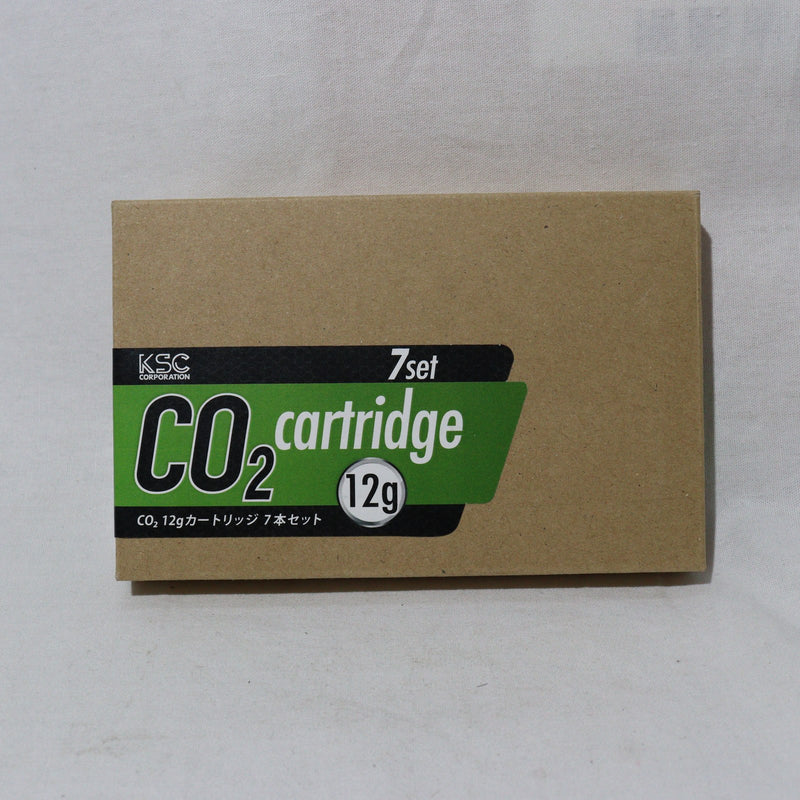 KSC
CORPORATION
7set
CO₂ cartridge
12g
CO₂ 12gカートリッジ 7本セット